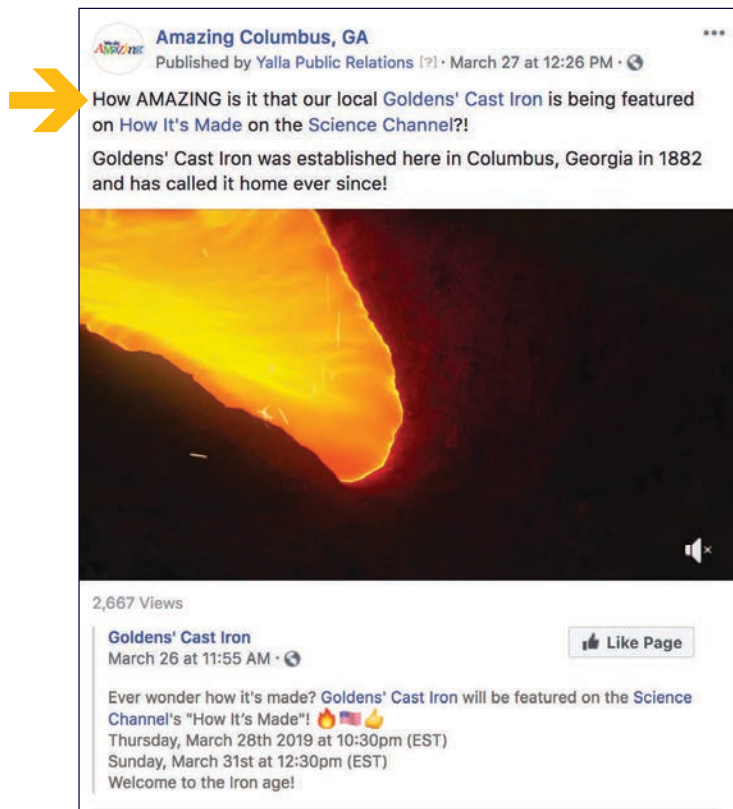 Amazing Columbus, GA
Published by Yalla Public Relations [?] · March 27 at 12:26 PM ·
How AMAZING is it that our local Goldens' Cast Iron is being featured
on How It's Made on the Science Channel?!
Goldens' Cast Iron was established here in Columbus, Georgia in 1882
and has called it home ever since!
2,667 Views
Goldens' Cast Iron
Like Page
March 26 at 11:55 AM ·
Ever wonder how it's made? Goldens' Cast Iron will be featured on the Science
Channel's "How It's Made"! 🔥🇺🇸👍
Thursday, March 28th 2019 at 10:30pm (EST)
Sunday, March 31st at 12:30pm (EST)
Welcome to the Iron age!